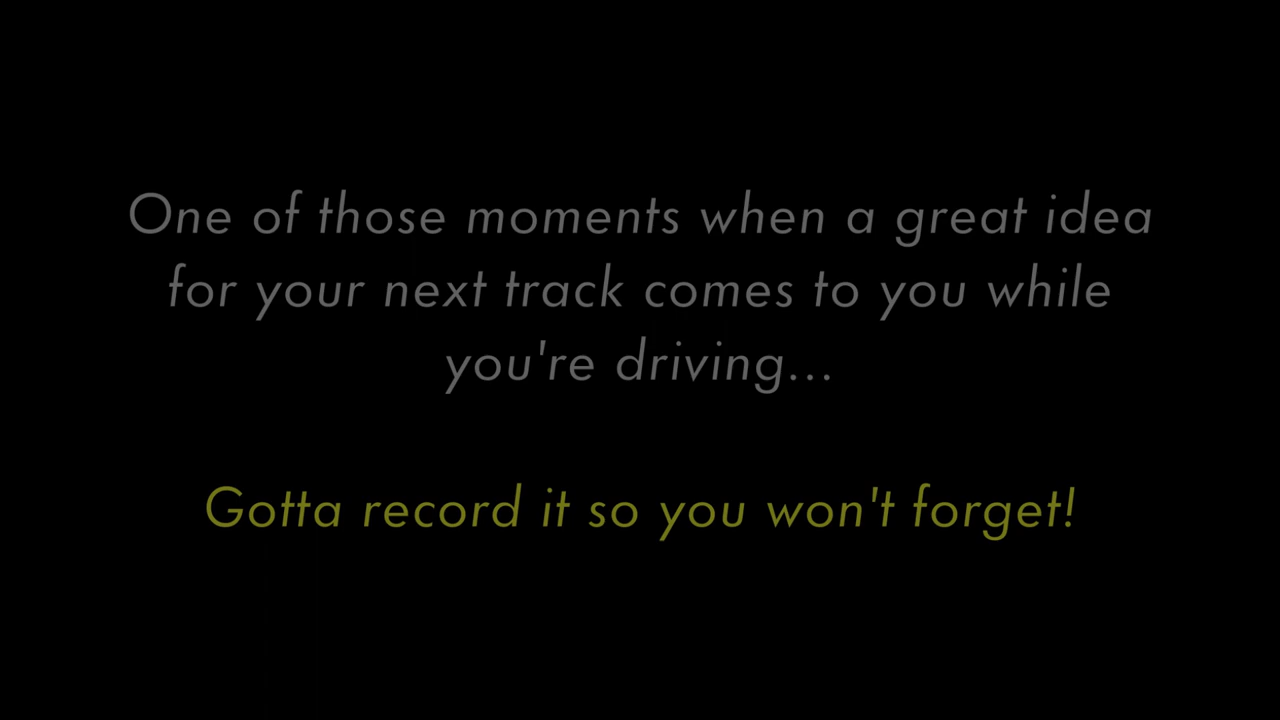 One of those moments when a great idea
for your next track comes to you while
you're driving...
Gotta record it so you won't forget!